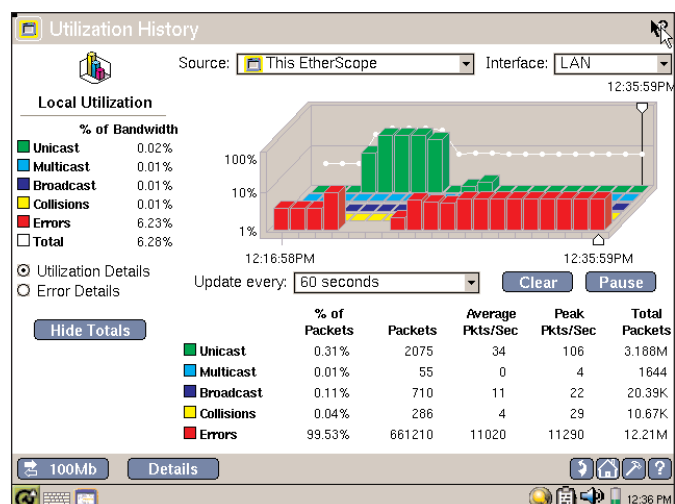 Utilization History
Source: This EtherScope Interface: LAN
12:35:59PM
Local Utilization
% of Bandwidth
Unicast 0.02%
Multicast 0.01%
Broadcast 0.01%
Collisions 0.01%
Errors 6.23%
Total 6.28%
100%
10%
1%
12:16:58PM 12:35:59PM
Utilization Details
Error Details
Update every: 60 seconds Clear Pause
Hide Totals
% of Packets Packets Average Pkts/Sec Peak Pkts/Sec Total Packets
Unicast 0.31% 2075 34 106 3.188M
Multicast 0.01% 55 0 4 1644
Broadcast 0.11% 710 11 22 20.39K
Collisions 0.04% 286 4 29 10.67K
Errors 99.53% 661210 11020 11290 12.21M
100Mb Details ?
12:36 PM